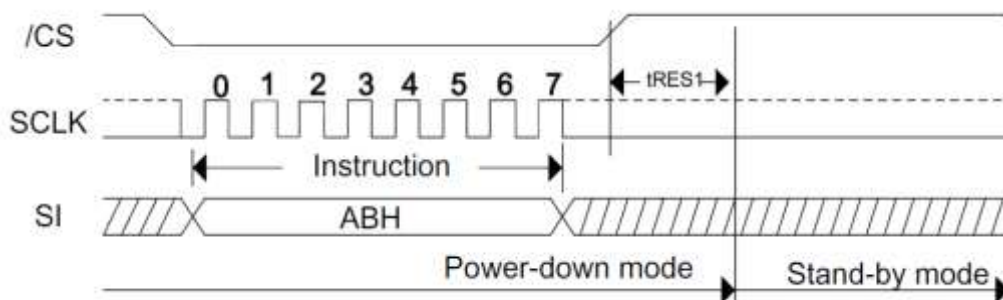 /CS
tRES1
0 1 2 3 4 5 6 7
SCLK
Instruction
SI
ABH
Power-down mode
Stand-by mode